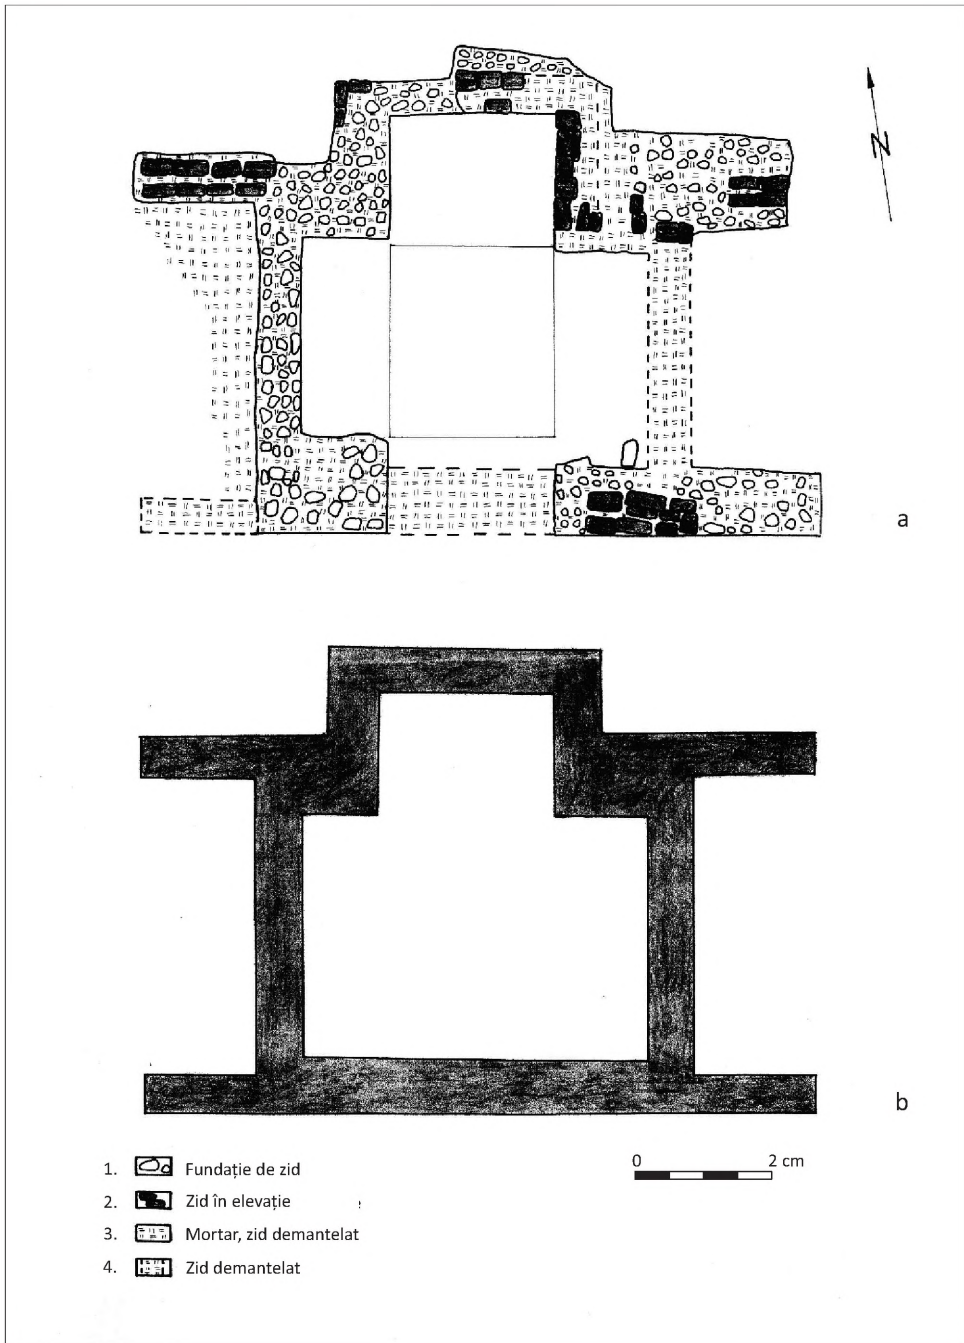 N
a
b
0 2 cm
1. Fundație de zid
2. Zid în elevație
3. Mortar, zid demantelat
4. Zid demantelat